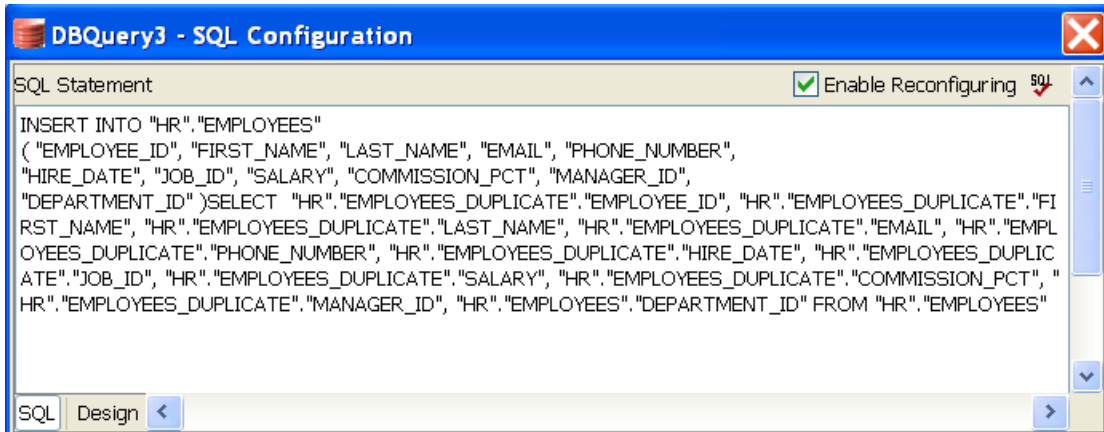 DBQuery3 - SQL Configuration
SQL Statement
Enable Reconfiguring SQL
INSERT INTO "HR"."EMPLOYEES"
( "EMPLOYEE_ID", "FIRST_NAME", "LAST_NAME", "EMAIL", "PHONE_NUMBER",
"HIRE_DATE", "JOB_ID", "SALARY", "COMMISSION_PCT", "MANAGER_ID",
"DEPARTMENT_ID" )SELECT  "HR"."EMPLOYEES_DUPLICATE"."EMPLOYEE_ID", "HR"."EMPLOYEES_DUPLICATE"."FI
RST_NAME", "HR"."EMPLOYEES_DUPLICATE"."LAST_NAME", "HR"."EMPLOYEES_DUPLICATE"."EMAIL", "HR"."EMPL
OYEES_DUPLICATE"."PHONE_NUMBER", "HR"."EMPLOYEES_DUPLICATE"."HIRE_DATE", "HR"."EMPLOYEES_DUPLIC
ATE"."JOB_ID", "HR"."EMPLOYEES_DUPLICATE"."SALARY", "HR"."EMPLOYEES_DUPLICATE"."COMMISSION_PCT", "
HR"."EMPLOYEES_DUPLICATE"."MANAGER_ID", "HR"."EMPLOYEES"."DEPARTMENT_ID" FROM "HR"."EMPLOYEES"
SQL Design